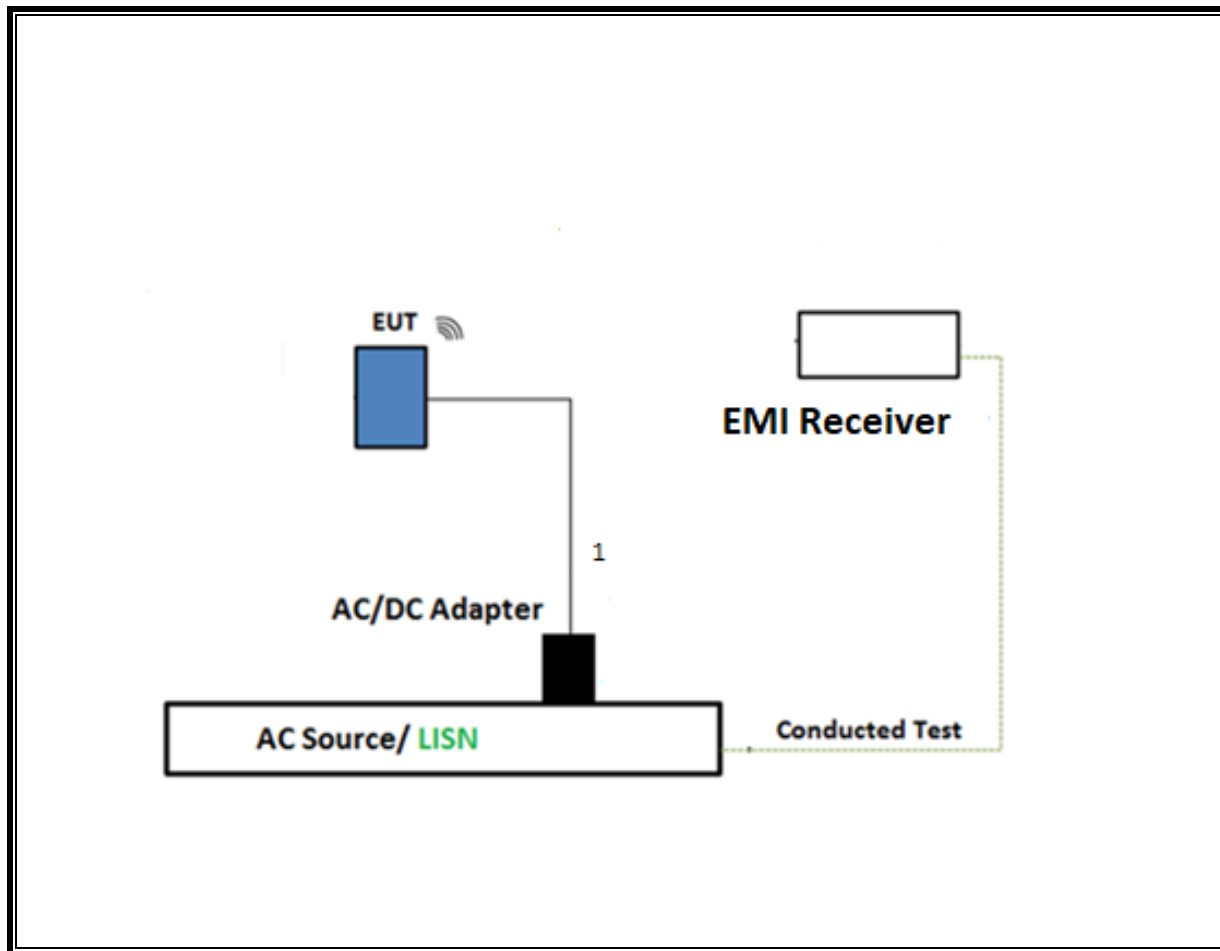 EUT
EMI Receiver
1
AC/DC Adapter
AC Source/ LISN
Conducted Test